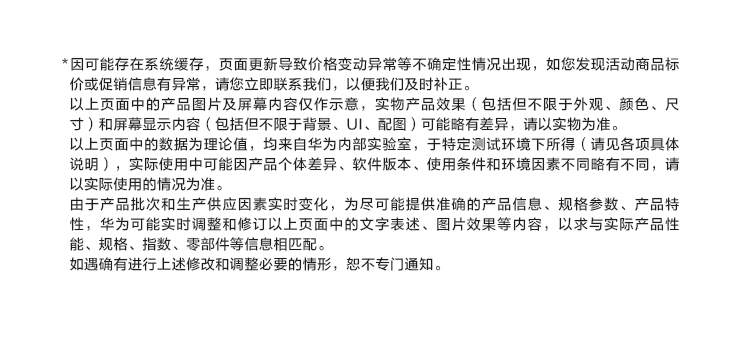 *因可能存在系统缓存，页面更新导致价格变动异常等不确定性情况出现，如您发现活动商品标
价或促销信息有异常，请您立即联系我们，以便我们及时补正。
以上页面中的产品图片及屏幕内容仅作示意，实物产品效果（包括但不限于外观、颜色、尺
寸）和屏幕显示内容（包括但不限于背景、UI、配图）可能略有差异，请以实物为准。
以上页面中的数据为理论值，均来自华为内部实验室，于特定测试环境下所得（请见各项具体
说明），实际使用中可能因产品个体差异、软件版本、使用条件和环境因素不同略有不同，请
以实际使用的情况为准。
由于产品批次和生产供应因素实时变化，为尽可能提供准确的产品信息、规格参数、产品特
性，华为可能实时调整和修订以上页面中的文字表述、图片效果等内容，以求与实际产品性
能、规格、指数、零部件等信息相匹配。
如遇确有进行上述修改和调整必要的情形，恕不专门通知。